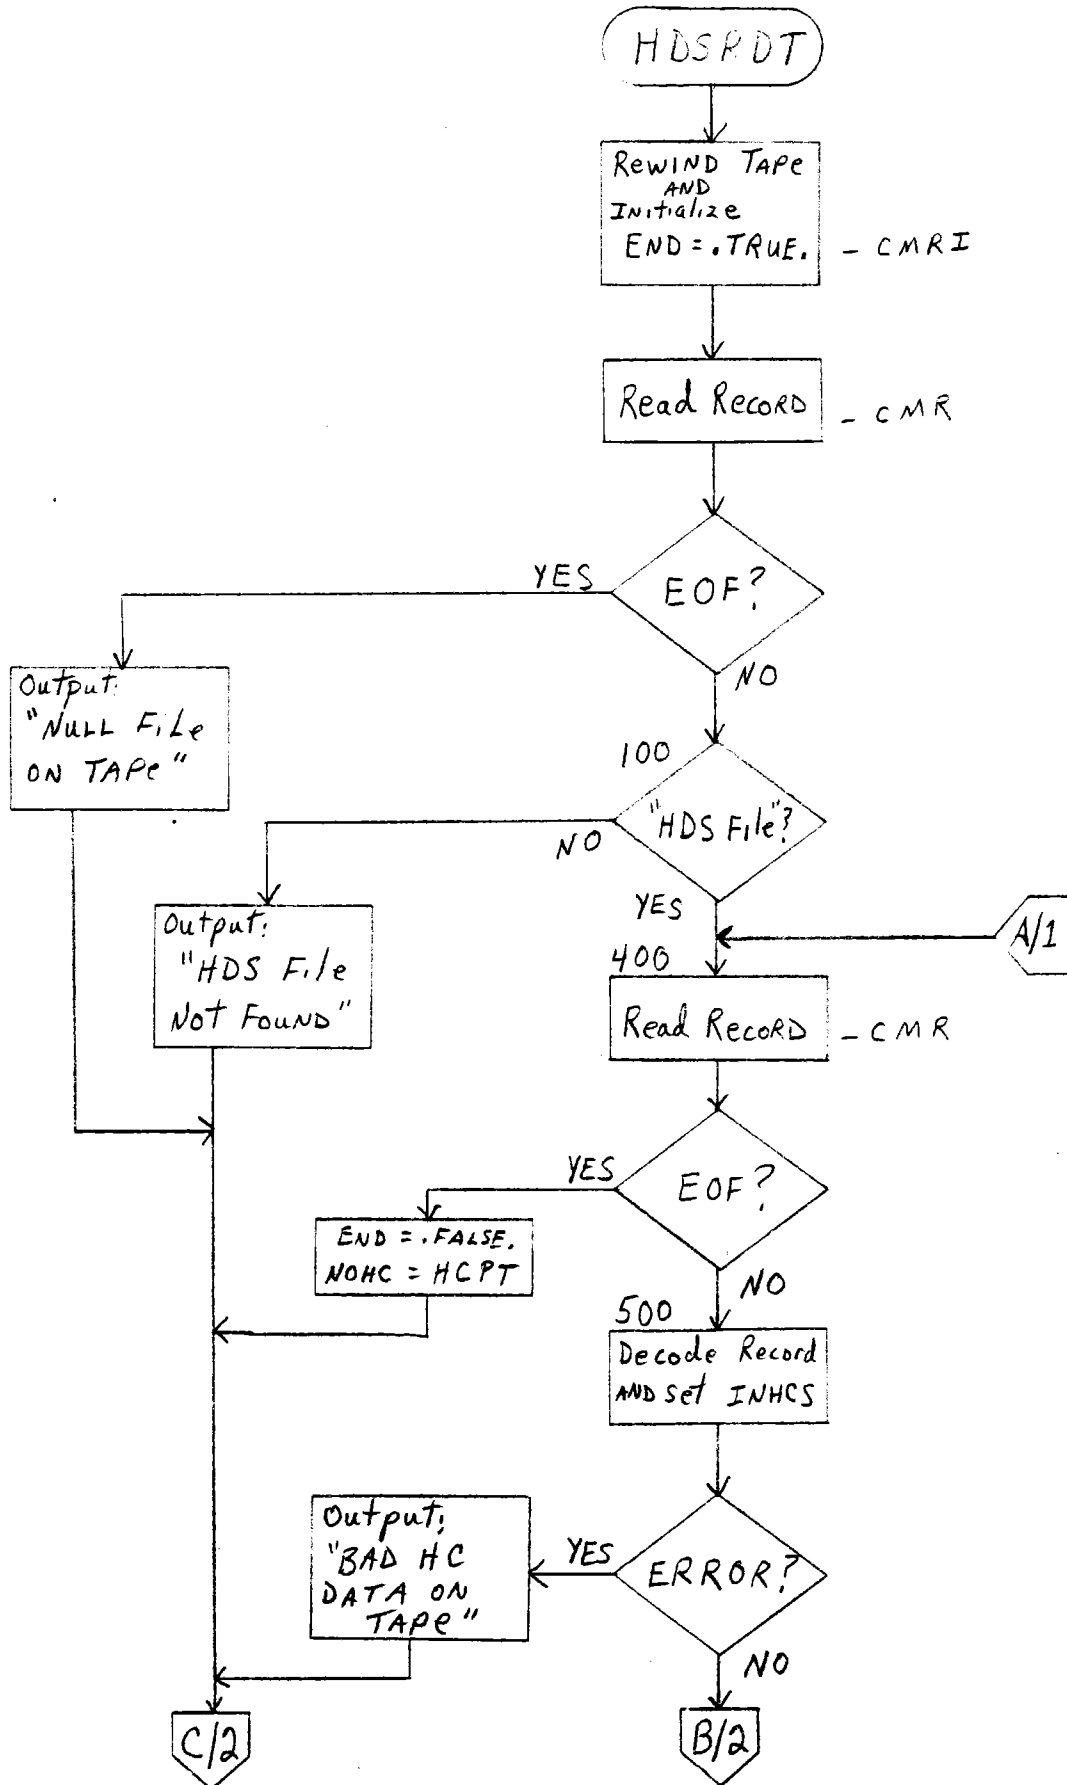 HDSRDT
Rewind Tape
AND
Initialize
END = .TRUE.
- CMRI
Read Record
- CMR
EOF?
YES
NO
Output:
"NULL File
ON TAPe"
100
"HDS File"?
NO
YES
Output:
"HDS File
Not Found"
A/1
400
Read Record
- CMR
EOF?
YES
NO
END = .FALSE.
NOHC = HCPT
500
Decode Record
AND set INHCS
ERROR?
YES
NO
Output:
"BAD HC
DATA ON
TAPe"
C/2
B/2